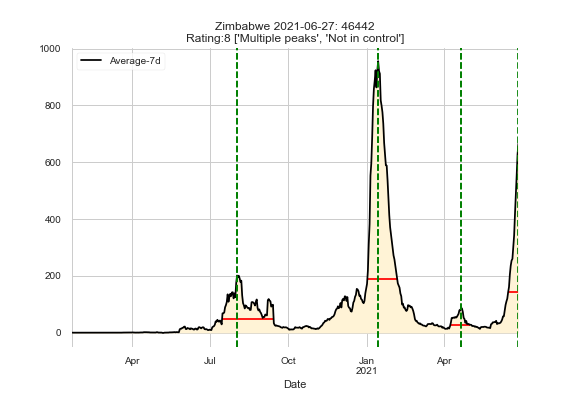 Zimbabwe 2021-06-27: 46442
Rating:8 ['Multiple peaks', 'Not in control']
1000
Average-7d
800
600
400
200
0
Apr
Jul
Oct
Jan
2021
Apr
Date